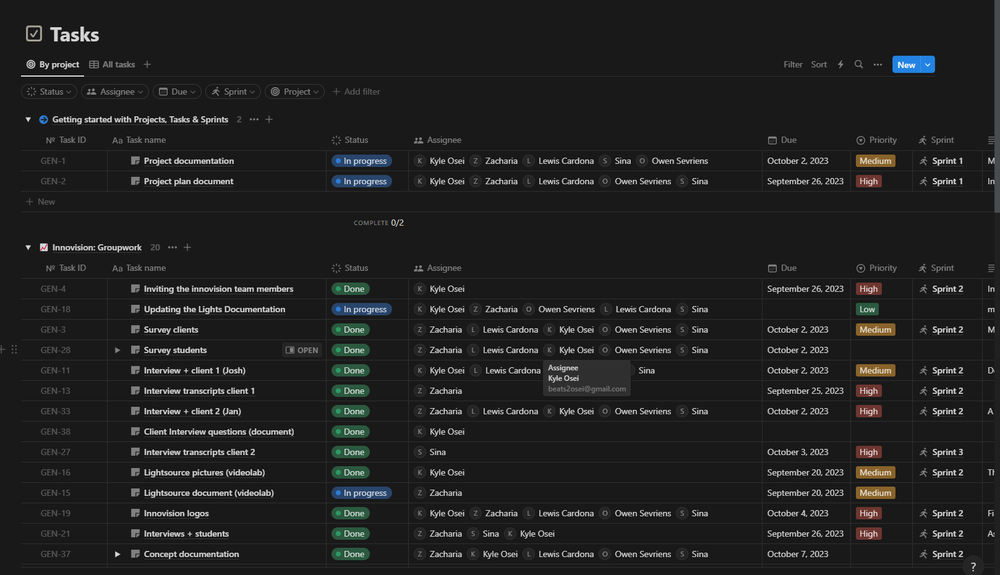 Tasks
By project All tasks
Filter Sort New
Status Assignee Due Sprint Project Add filter
Getting started with Projects, Tasks & Sprints 2
Nº Task ID Aa Task name Status Assignee Due Priority Sprint
GEN-1 Project documentation In progress K Kyle Osei Z Zacharia L Lewis Cardona S Sina O Owen Sevriens October 2, 2023 Medium Sprint 1 M
GEN-2 Project plan document In progress K Kyle Osei Z Zacharia L Lewis Cardona O Owen Sevriens S Sina September 26, 2023 High Sprint 1 In
New
COMPLETE 0/2
Innovision: Groupwork 20
Nº Task ID Aa Task name Status Assignee Due Priority Sprint
GEN-4 Inviting the innovision team members Done K Kyle Osei September 26, 2023 High Sprint 2 In
GEN-18 Updating the Lights Documentation In progress K Kyle Osei Z Zacharia O Owen Sevriens L Lewis Cardona S Sina Low m
GEN-3 Survey clients Done Z Zacharia L Lewis Cardona K Kyle Osei O Owen Sevriens S Sina October 2, 2023 Medium Sprint 2 M
GEN-28 Survey students OPEN Done Z Zacharia L Lewis Cardona K Kyle Osei O Owen Sevriens S Sina October 2, 2023
GEN-11 Interview + client 1 (Josh) Done K Kyle Osei L Lewis Cardona Sina October 2, 2023 Medium Sprint 2 De
Assignee
Kyle Osei
beats2osei@gmail.com
GEN-13 Interview transcripts client 1 Done Z Zacharia September 25, 2023 High Sprint 2
GEN-33 Interview + client 2 (Jan) Done Z Zacharia L Lewis Cardona K Kyle Osei O Owen Sevriens S Sina October 2, 2023 High Sprint 2 A
GEN-38 Client Interview questions (document) Done K Kyle Osei
GEN-27 Interview transcripts client 2 Done S Sina October 3, 2023 High Sprint 3
GEN-16 Lightsource pictures (videolab) Done K Kyle Osei September 20, 2023 Medium Sprint 2 Th
GEN-15 Lightsource document (videolab) In progress Z Zacharia September 20, 2023 Medium
GEN-19 Innovision logos Done K Kyle Osei Z Zacharia L Lewis Cardona O Owen Sevriens S Sina October 4, 2023 High Sprint 2 Fi
GEN-21 Interviews + students Done Z Zacharia S Sina K Kyle Osei September 26, 2023 High Sprint 2 As
GEN-37 Concept documentation Done Z Zacharia K Kyle Osei L Lewis Cardona O Owen Sevriens S Sina October 7, 2023 Sprint 2
?